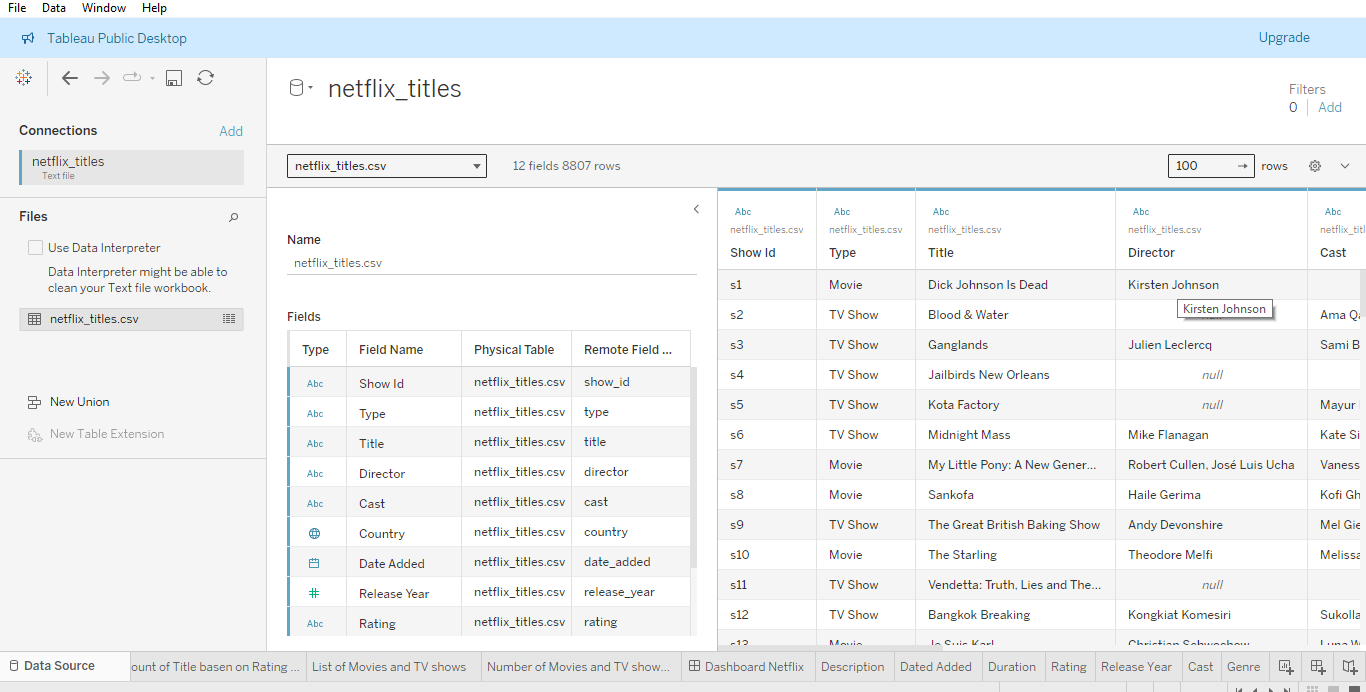 File Data Window Help
Tableau Public Desktop Upgrade
netflix_titles
Filters
0 Add
Connections Add
netflix_titles
Text file
netflix_titles.csv 12 fields 8807 rows 100 → rows
Files
Use Data Interpreter
Data Interpreter might be able to
clean your Text file workbook.
netflix_titles.csv
New Union
New Table Extension
Name
netflix_titles.csv
Fields
Type Field Name Physical Table Remote Field ...
Abc Show Id netflix_titles.csv show_id
Abc Type netflix_titles.csv type
Abc Title netflix_titles.csv title
Abc Director netflix_titles.csv director
Abc Cast netflix_titles.csv cast
Country netflix_titles.csv country
Date Added netflix_titles.csv date_added
# Release Year netflix_titles.csv release_year
Abc Rating netflix_titles.csv rating
Abc Abc Abc Abc Abc
netflix_titles.csv netflix_titles.csv netflix_titles.csv netflix_titles.csv netflix_titl
Show Id Type Title Director Cast
s1 Movie Dick Johnson Is Dead Kirsten Johnson
Kirsten Johnson
s2 TV Show Blood & Water Ama Qa
s3 TV Show Ganglands Julien Leclercq Sami B
s4 TV Show Jailbirds New Orleans null
s5 TV Show Kota Factory null Mayur
s6 TV Show Midnight Mass Mike Flanagan Kate Si
s7 Movie My Little Pony: A New Gener... Robert Cullen, José Luis Ucha Vaness
s8 Movie Sankofa Haile Gerima Kofi Gh
s9 TV Show The Great British Baking Show Andy Devonshire Mel Gie
s10 Movie The Starling Theodore Melfi Melissa
s11 TV Show Vendetta: Truth, Lies and The... null
s12 TV Show Bangkok Breaking Kongkiat Komesiri Sukolla
s13 Movie Je Suis Karl Christian Schwochow Luna W
Data Source ount of Title basen on Rating ... List of Movies and TV shows Number of Movies and TV show... Dashboard Netflix Description Dated Added Duration Rating Release Year Cast Genre